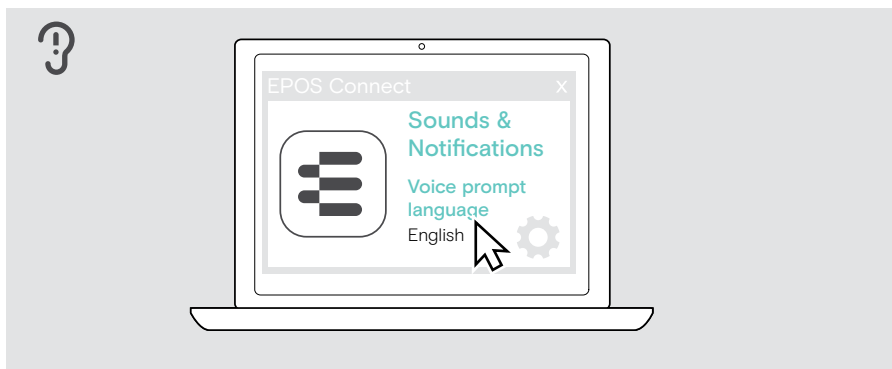 EPOS Connect X
Sounds &
Notifications
Voice prompt
language
English